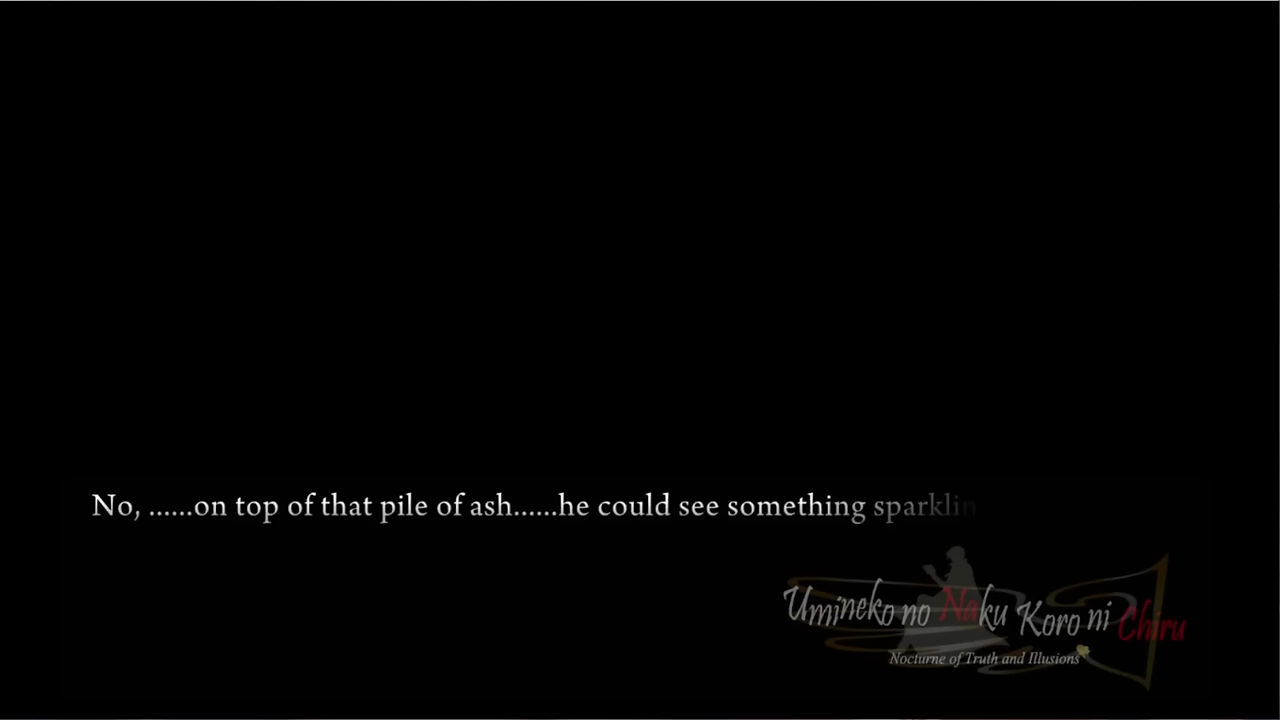 No, ......on top of that pile of ash......he could see something sparklin
Umineko no Naku Koro ni Chiru
Nocturne of Truth and Illusions